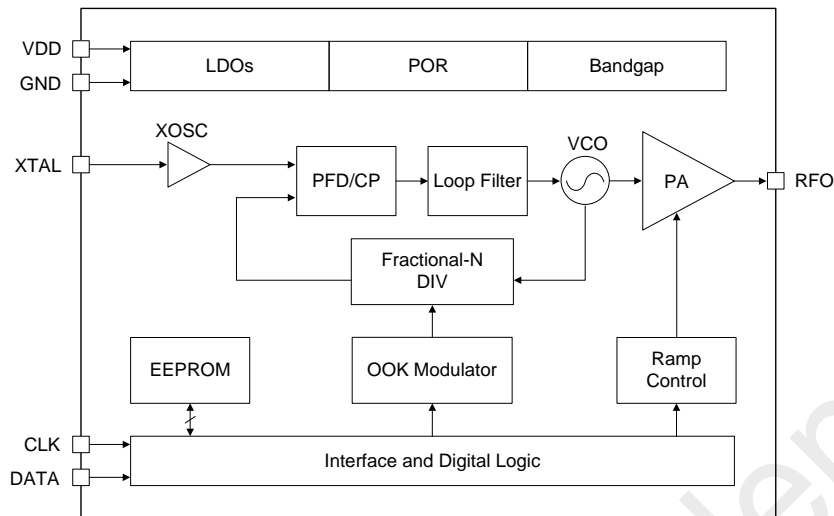 VDD
GND
LDOs
POR
Bandgap
XOSC
XTAL
PFD/CP
Loop Filter
VCO
PA
RFO
Fractional-N
DIV
EEPROM
OOK Modulator
Ramp
Control
CLK
DATA
Interface and Digital Logic